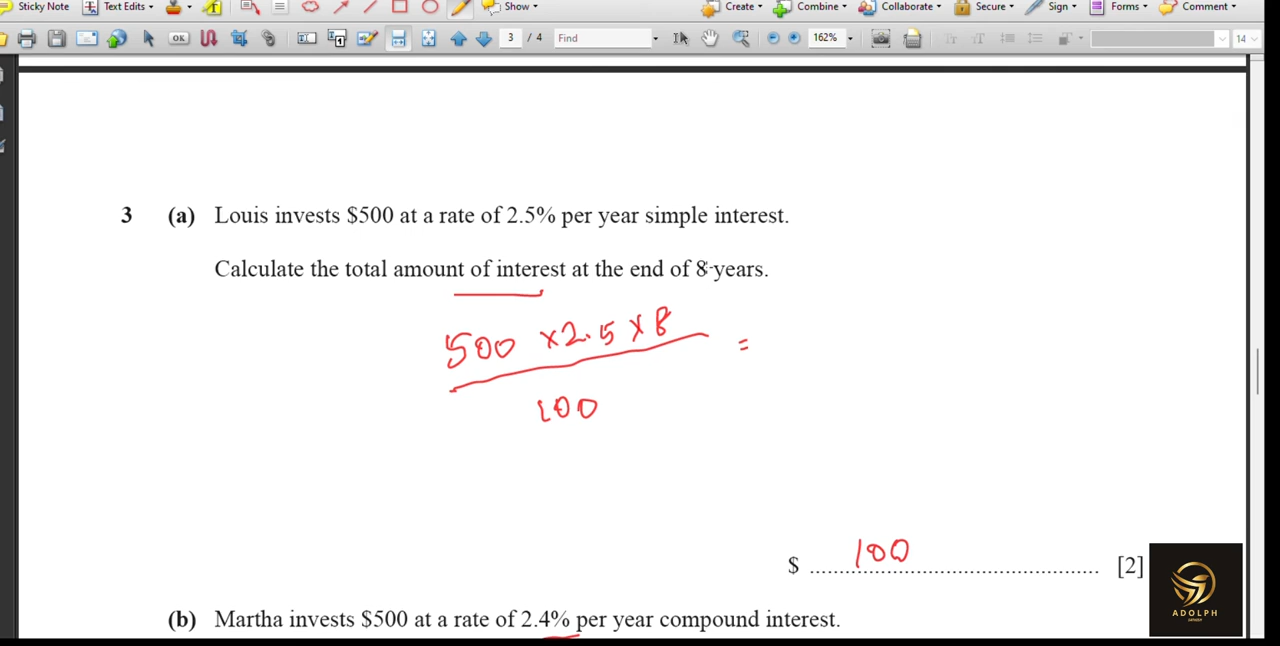 Sticky Note Text Edits Show Create Combine Collaborate Secure Sign Forms Comment
OK 3 / 4 Find 162% 14
3 (a) Louis invests $500 at a rate of 2.5% per year simple interest.
Calculate the total amount of interest at the end of 8 years.
500 × 2.5 × 8 =
100
$ 100 [2]
(b) Martha invests $500 at a rate of 2.4% per year compound interest.
ADOLPH